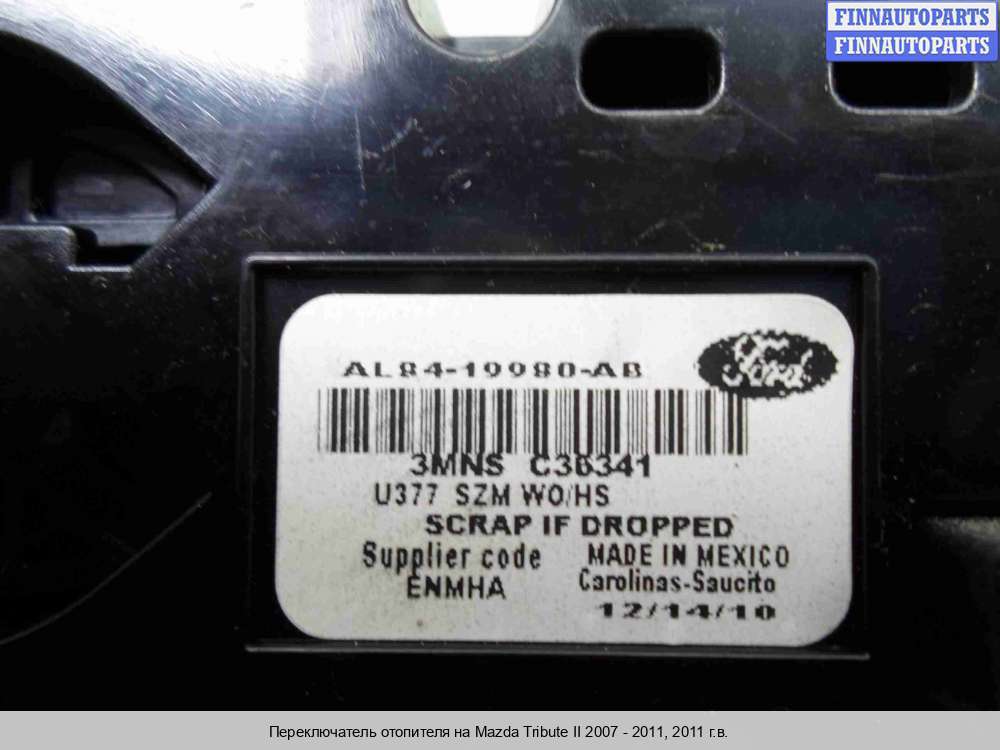 FINNAUTOPARTS
FINNAUTOPARTS
Ford
AL84-19980-AB
3MNS C36341
U377 SZM WO/HS
SCRAP IF DROPPED
Supplier code MADE IN MEXICO
ENMHA Carolinas-Saucito
12/14/10
Переключатель отопителя на Mazda Tribute II 2007 - 2011, 2011 г.в.